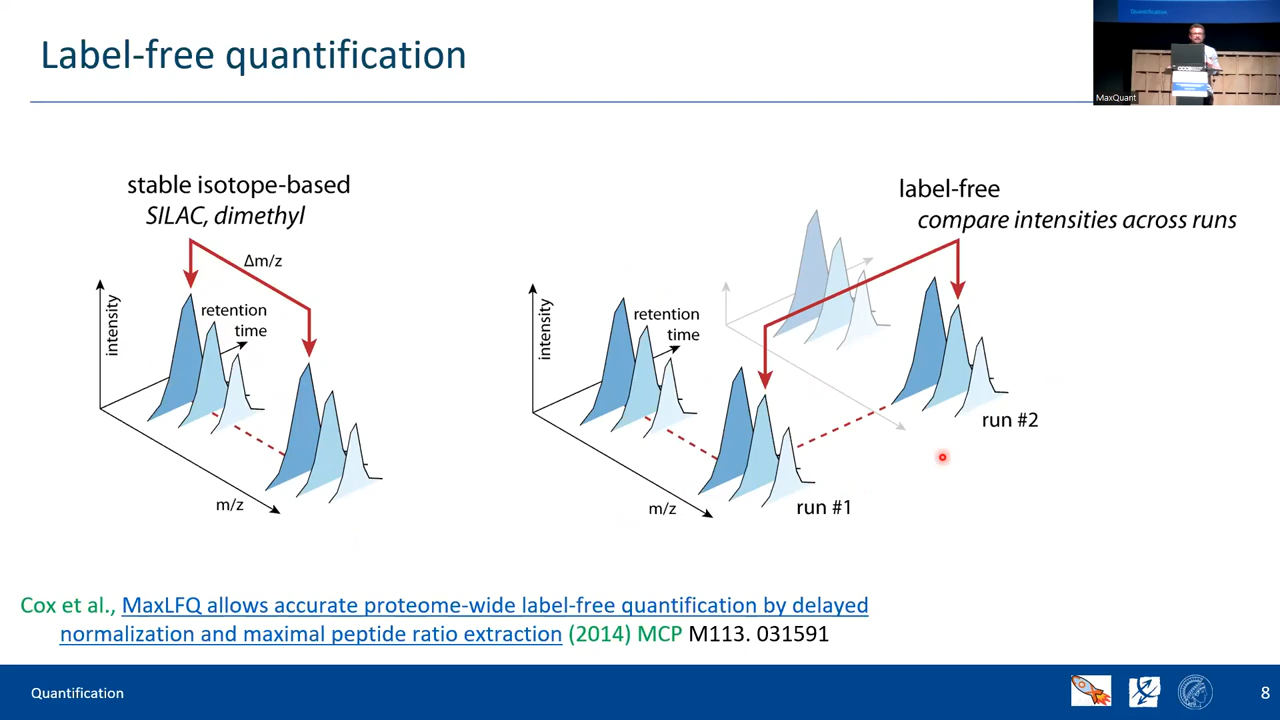 Label-free quantification
Quantification
MaxQuant
stable isotope-based
SILAC, dimethyl
Δm/z
retention
time
intensity
m/z
label-free
compare intensities across runs
retention
time
intensity
m/z
run #1
run #2
Cox et al., MaxLFQ allows accurate proteome-wide label-free quantification by delayed
normalization and maximal peptide ratio extraction (2014) MCP M113. 031591
Quantification
8